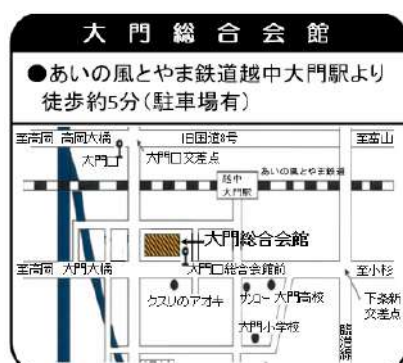 大門総合会館
●あいの風とやま鉄道越中大門駅より
徒歩約5分(駐車場有)
至高岡 高岡大橋 旧国道8号 至富山
大門口 大門口交差点
あいの風とやま鉄道
越中
大門駅
大門総合会館
至高岡 大門大橋 大門口総合会館前 至小杉
クスリのアオキ サンコー 大門高校 下条新
交差点
大門小学校
臨港線